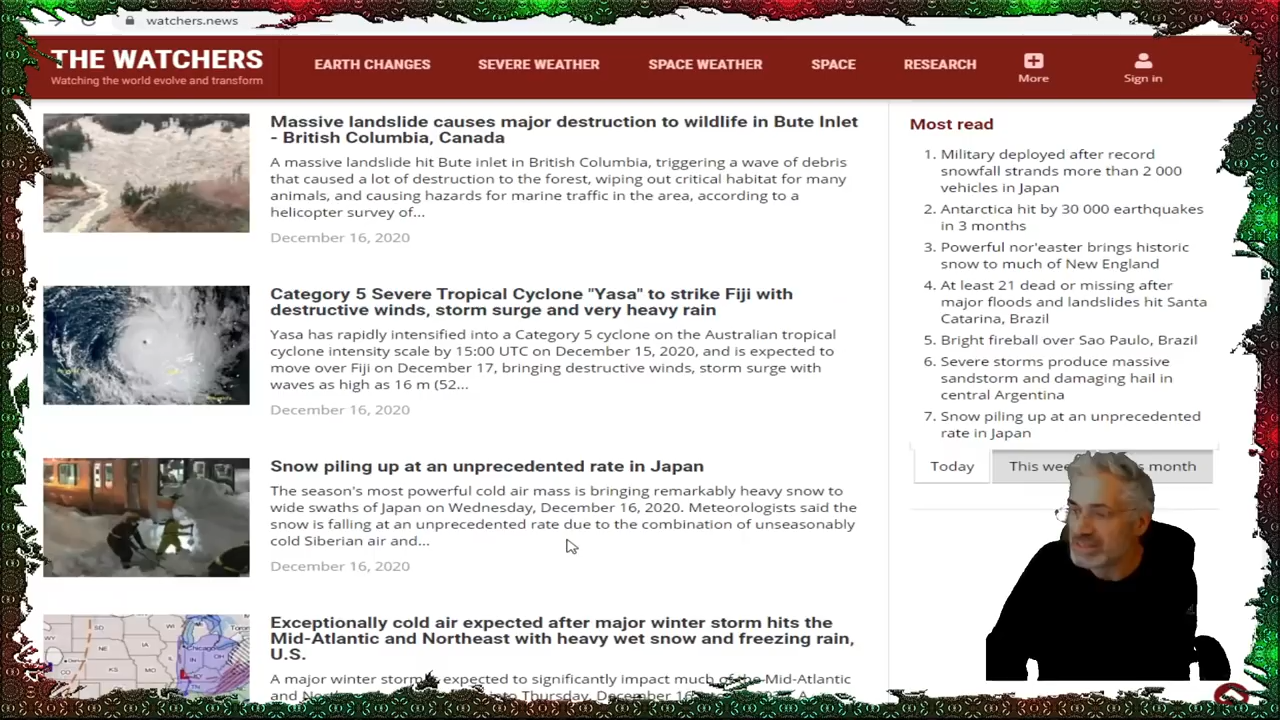 watchers.news
THE WATCHERS
Watching the world evolve and transform
EARTH CHANGES
SEVERE WEATHER
SPACE WEATHER
SPACE
RESEARCH
More
Sign in
Massive landslide causes major destruction to wildlife in Bute Inlet
- British Columbia, Canada
A massive landslide hit Bute inlet in British Columbia, triggering a wave of debris
that caused a lot of destruction to the forest, wiping out critical habitat for many
animals, and causing hazards for marine traffic in the area, according to a
helicopter survey of...
December 16, 2020
Category 5 Severe Tropical Cyclone "Yasa" to strike Fiji with
destructive winds, storm surge and very heavy rain
Yasa has rapidly intensified into a Category 5 cyclone on the Australian tropical
cyclone intensity scale by 15:00 UTC on December 15, 2020, and is expected to
move over Fiji on December 17, bringing destructive winds, storm surge with
waves as high as 16 m (52...
December 16, 2020
Snow piling up at an unprecedented rate in Japan
The season's most powerful cold air mass is bringing remarkably heavy snow to
wide swaths of Japan on Wednesday, December 16, 2020. Meteorologists said the
snow is falling at an unprecedented rate due to the combination of unseasonably
cold Siberian air and...
December 16, 2020
Exceptionally cold air expected after major winter storm hits the
Mid-Atlantic and Northeast with heavy wet snow and freezing rain,
U.S.
A major winter storm expected to significantly impact much of the Mid-Atlantic
Thursday, December
Most read
1. Military deployed after record
snowfall strands more than 2 000
vehicles in Japan
2. Antarctica hit by 30 000 earthquakes
in 3 months
3. Powerful nor'easter brings historic
snow to much of New England
4. At least 21 dead or missing after
major floods and landslides hit Santa
Catarina, Brazil
5. Bright fireball over Sao Paulo, Brazil
6. Severe storms produce massive
sandstorm and damaging hail in
central Argentina
7. Snow piling up at an unprecedented
rate in Japan
Today
This month